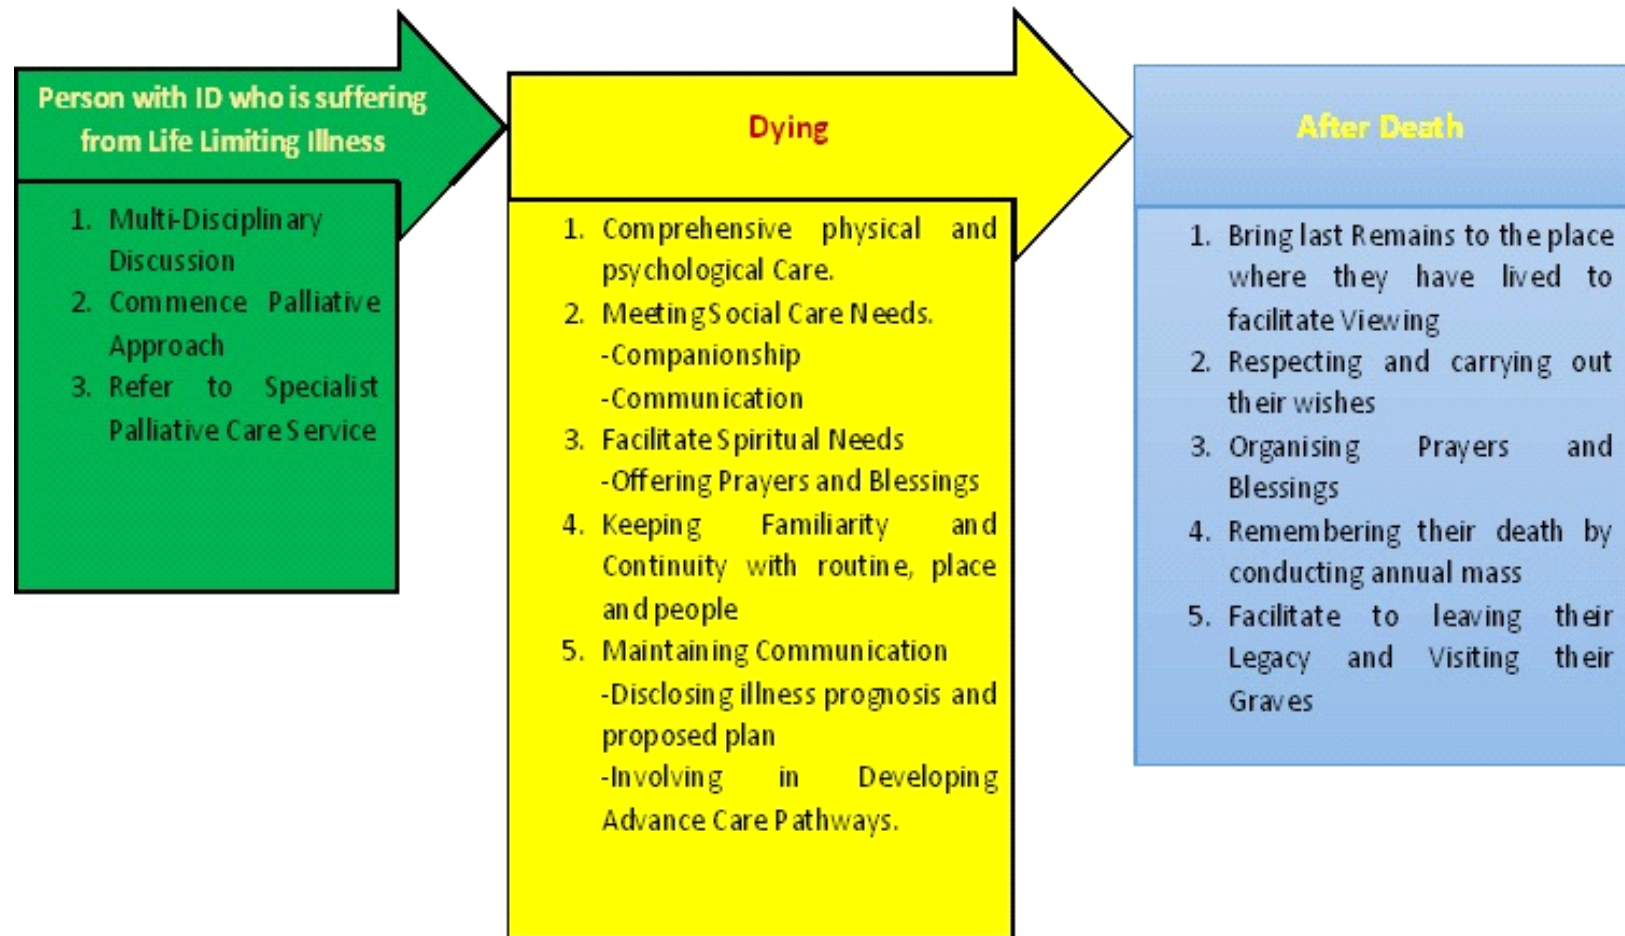 Person with ID who is suffering
from Life Limiting Illness
1. Multi-Disciplinary
Discussion
2. Commence Palliative
Approach
3. Refer to Specialist
Palliative Care Service
Dying
1. Comprehensive physical and
psychological Care.
2. Meeting Social Care Needs.
-Companionship
-Communication
3. Facilitate Spiritual Needs
-Offering Prayers and Blessings
4. Keeping Familiarity and
Continuity with routine, place
and people
5. Maintaining Communication
-Disclosing illness prognosis and
proposed plan
-Involving in Developing
Advance Care Pathways.
After Death
1. Bring last Remains to the place
where they have lived to
facilitate Viewing
2. Respecting and carrying out
their wishes
3. Organising Prayers and
Blessings
4. Remembering their death by
conducting annual mass
5. Facilitate to leaving their
Legacy and Visiting their
Graves